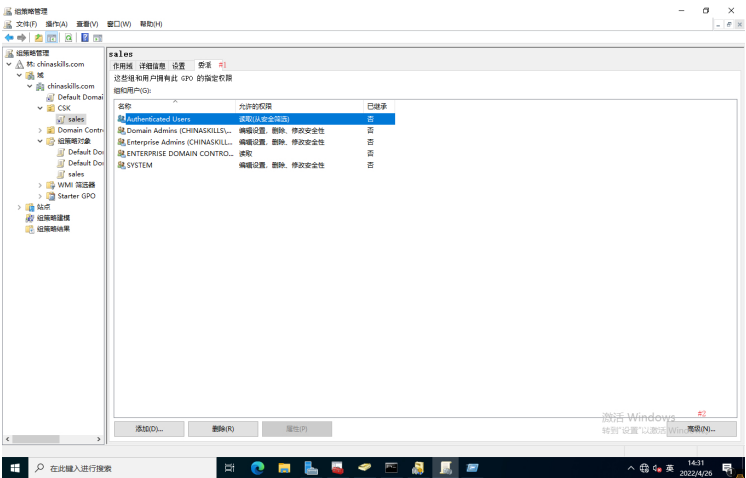 组策略管理
文件(F) 操作(A) 查看(V) 窗口(W) 帮助(H)
组策略管理
林: chinaskills.com
域
chinaskills.com
Default Domai
CSK
sales
Domain Contr
组策略对象
Default Do
Default Do
sales
WMI 筛选器
Starter GPO
站点
组策略建模
组策略结果
sales
作用域 详细信息 设置 委派 #1
这些组和用户拥有此 GPO 的指定权限
组和用户(G):
名称 允许的权限 已继承
Authenticated Users 读取(从安全筛选) 否
Domain Admins (CHINASKILLS\... 编辑设置, 删除, 修改安全性 否
Enterprise Admins (CHINASKILL... 编辑设置, 删除, 修改安全性 否
ENTERPRISE DOMAIN CONTRO... 读取 否
SYSTEM 编辑设置, 删除, 修改安全性 否
激活 Windows #2
转到"设置"以激活 Win
添加(D)... 删除(R) 属性(P) 高级(N)...
在此键入进行搜索
英 14:31
2022/4/26